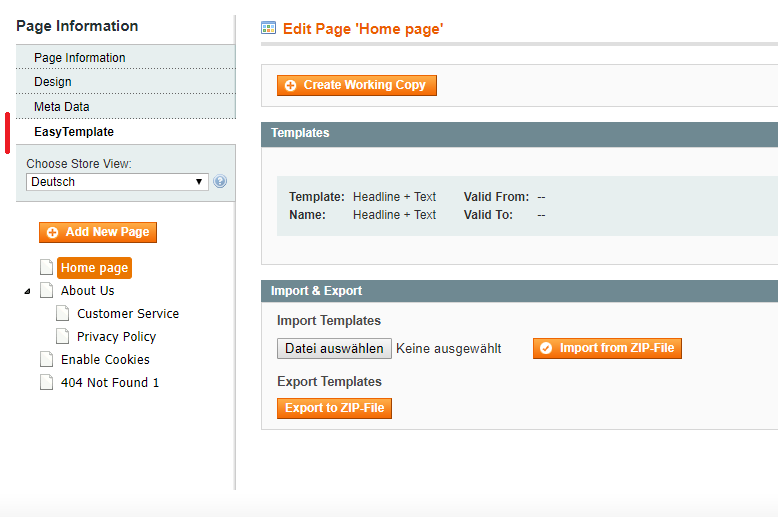 Page Information
Page Information
Design
Meta Data
EasyTemplate
Choose Store View:
Deutsch
Add New Page
Home page
About Us
Customer Service
Privacy Policy
Enable Cookies
404 Not Found 1
Edit Page 'Home page'
Create Working Copy
Templates
Template: Headline + Text Valid From: --
Name: Headline + Text Valid To: --
Import & Export
Import Templates
Datei auswählen Keine ausgewählt Import from ZIP-File
Export Templates
Export to ZIP-File